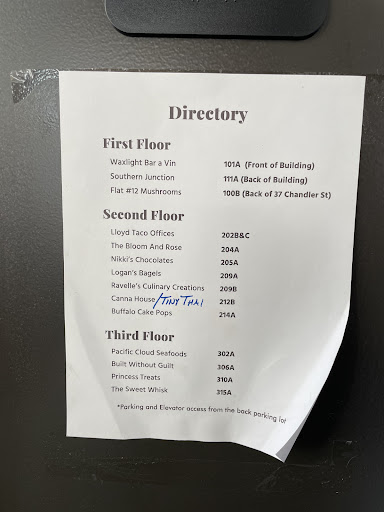 Directory
First Floor
Waxlight Bar a Vin 101A (Front of Building)
Southern Junction 111A (Back of Building)
Flat #12 Mushrooms 100B (Back of 37 Chandler St)
Second Floor
Lloyd Taco Offices 202B&C
The Bloom And Rose 204A
Nikki's Chocolates 205A
Logan's Bagels 209A
Ravelle's Culinary Creations 209B
Canna House /TINY THAI 212B
Buffalo Cake Pops 214A
Third Floor
Pacific Cloud Seafoods 302A
Built Without Guilt 306A
Princess Treats 310A
The Sweet Whisk 315A
*Parking and Elevator access from the back parking lot